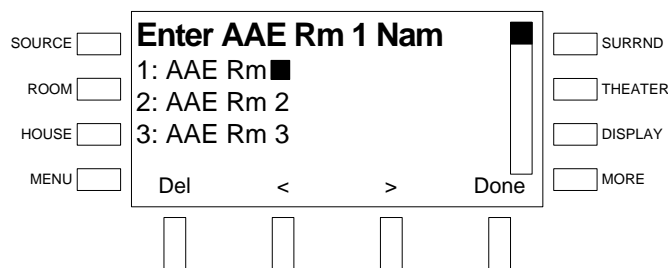 Enter AAE Rm 1 Nam
SOURCE
SURRND
1: AAE Rm
ROOM
THEATER
2: AAE Rm 2
HOUSE
3: AAE Rm 3
DISPLAY
MENU
Del < > Done
MORE